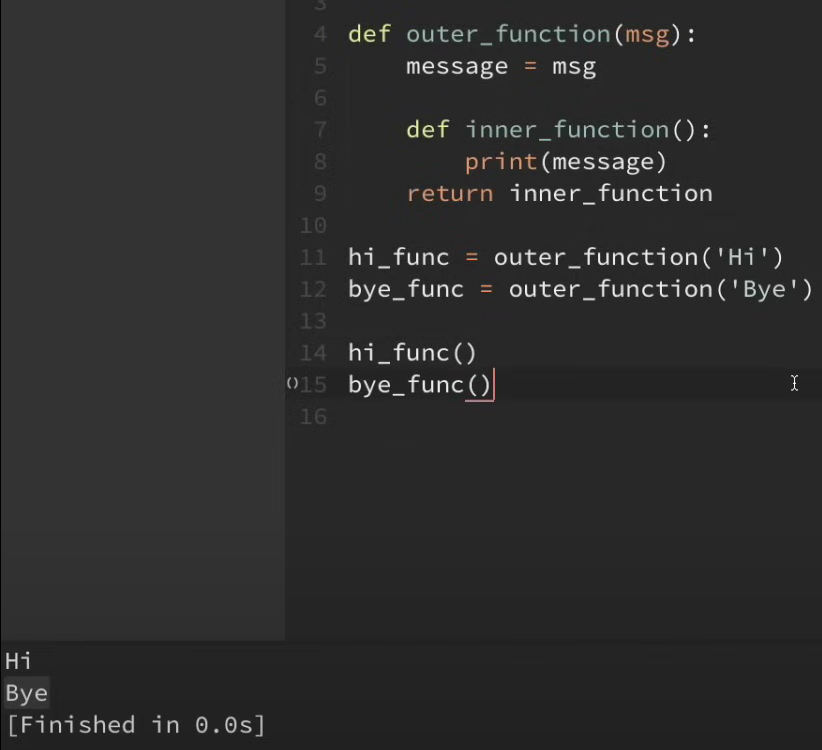 3
4 def outer_function(msg):
5     message = msg
6
7     def inner_function():
8         print(message)
9     return inner_function
10
11 hi_func = outer_function('Hi')
12 bye_func = outer_function('Bye')
13
14 hi_func()
()15 bye_func()
16
Hi
Bye
[Finished in 0.0s]